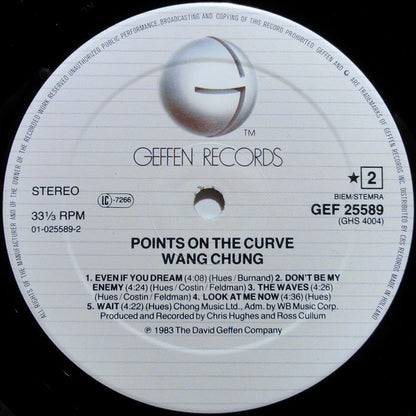 ALL RIGHTS OF THE MANUFACTURER AND OF THE OWNER OF THE RECORDED WORK RESERVED UNAUTHORIZED PUBLIC PERFORMANCE, BROADCASTING AND COPYING OF THIS RECORD PROHIBITED GEFFEN AND G ARE TRADEMARKS OF GEFFEN RECORDS. DISTRIBUTED BY CBS RECORDS. MADE IN HOLLAND
G
TM
GEFFEN RECORDS
STEREO
LC -7266
★ 2
BIEM/STEMRA
33⅓ RPM
GEF 25589
01-025589-2
(GHS 4004)
POINTS ON THE CURVE
WANG CHUNG
1. EVEN IF YOU DREAM (4:08) (Hues / Burnand) 2. DON'T BE MY
ENEMY (4:24) (Hues / Costin / Feldman) 3. THE WAVES (4:26)
(Hues / Costin / Feldman) 4. LOOK AT ME NOW (4:36) (Hues)
5. WAIT (4:22) (Hues) Chong Music Ltd., Adm. by WB Music Corp.
Produced and Recorded by Chris Hughes and Ross Cullum
℗ 1983 The David Geffen Company